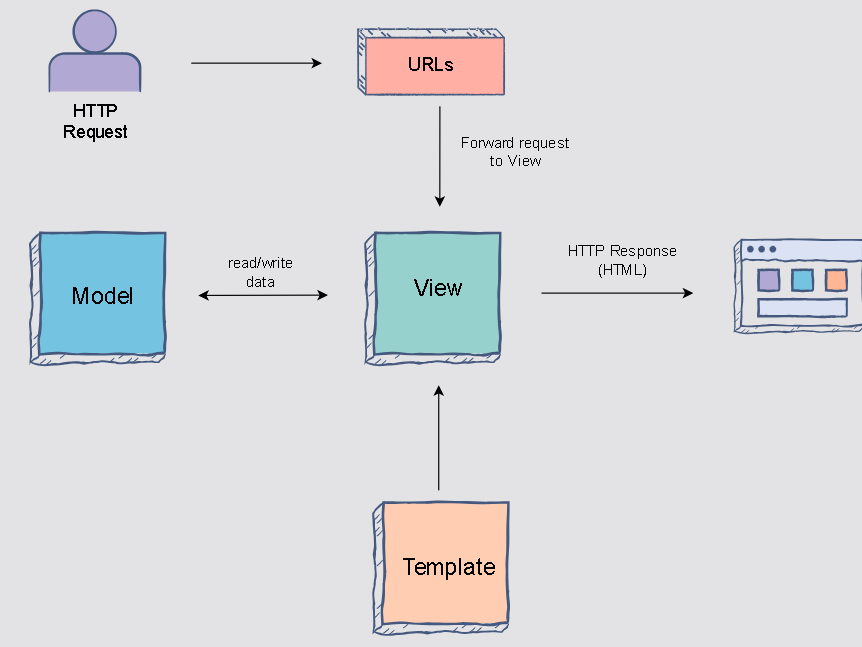 HTTP
Request
URLs
Forward request
to View
Model
read/write
data
View
HTTP Response
(HTML)
Template